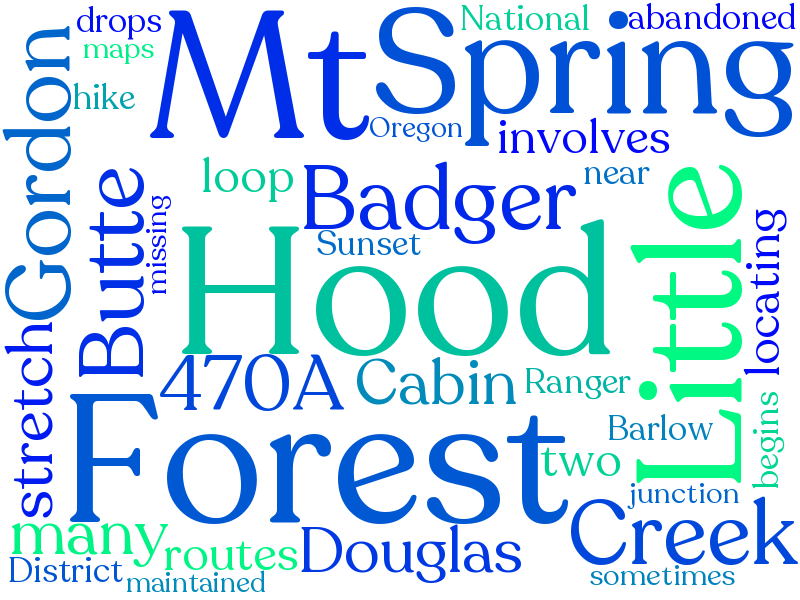 drops
National
abandoned
maps
Mt
Spring
hike
Gordon
Oregon
involves
loop
Badger
near
Butte
missing
Little
locating
Sunset
Hood
stretch
470A
Cabin
Ranger
begins
Forest
Barlow
two
junction
many
routes
Douglas
Creek
District
maintained
sometimes